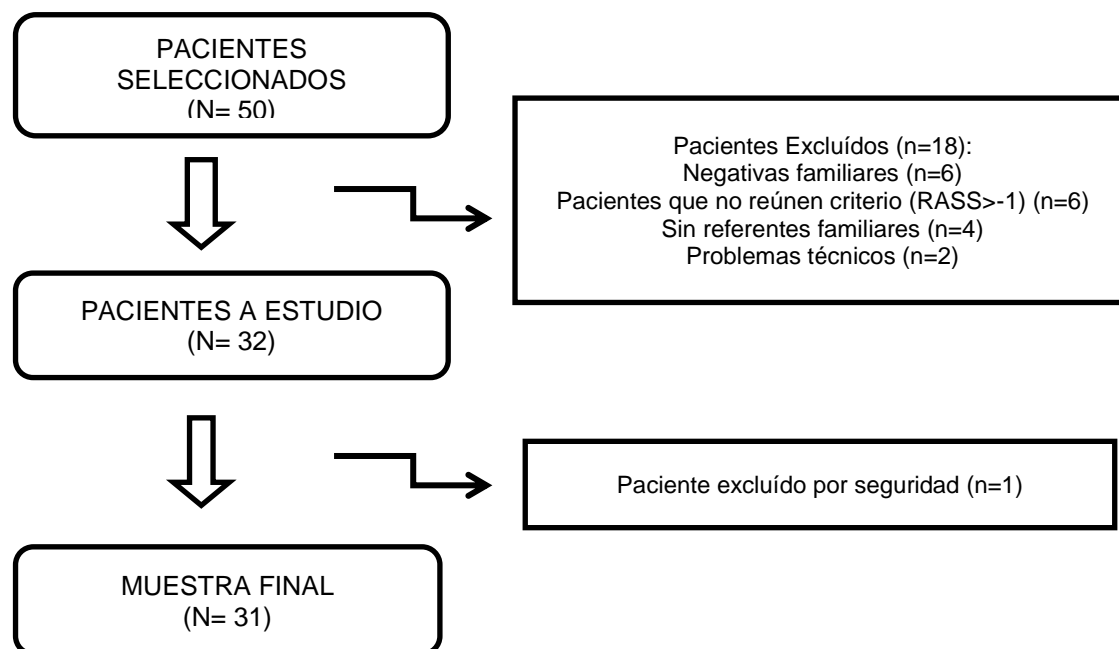 PACIENTES
SELECCIONADOS
(N= 50)
Pacientes Excluídos (n=18):
Negativas familiares (n=6)
Pacientes que no reúnen criterio (RASS>-1) (n=6)
Sin referentes familiares (n=4)
Problemas técnicos (n=2)
PACIENTES A ESTUDIO
(N= 32)
Paciente excluído por seguridad (n=1)
MUESTRA FINAL
(N= 31)